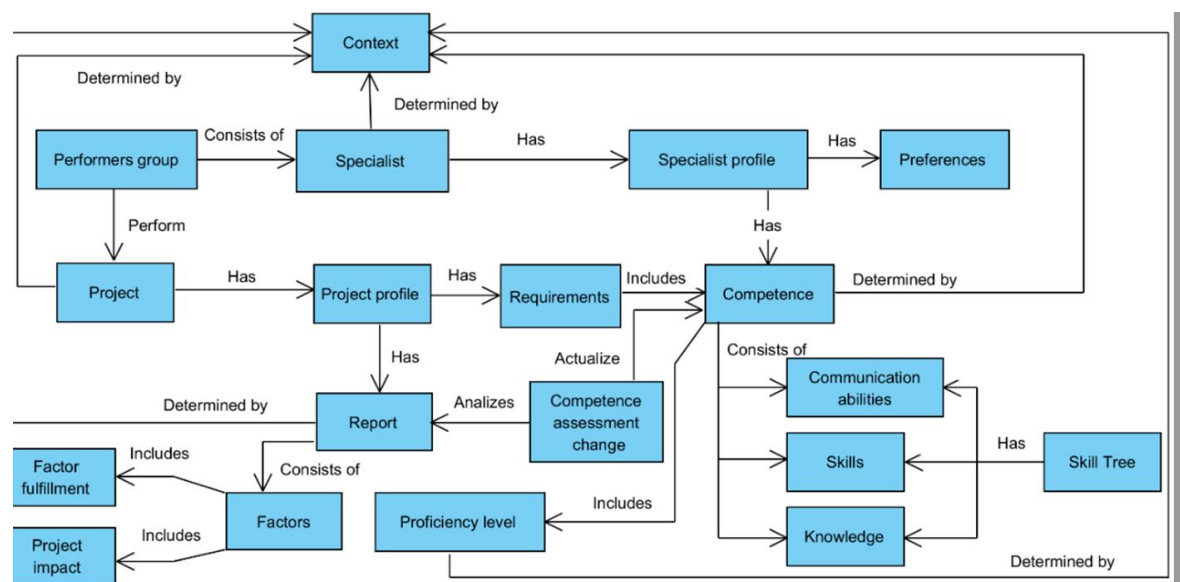 Context
Determined by
Determined by
Consists of
Performers group
Specialist
Has
Specialist profile
Has
Preferences
Perform
Has
Project
Has
Project profile
Has
Requirements
Includes
Competence
Determined by
Has
Actualize
Consists of
Communication
abilities
Determined by
Report
Analizes
Competence
assessment
change
Includes
Factor
fulfillment
Consists of
Skills
Has
Skill Tree
Factors
Proficiency level
Includes
Knowledge
Project
impact
Includes
Determined by